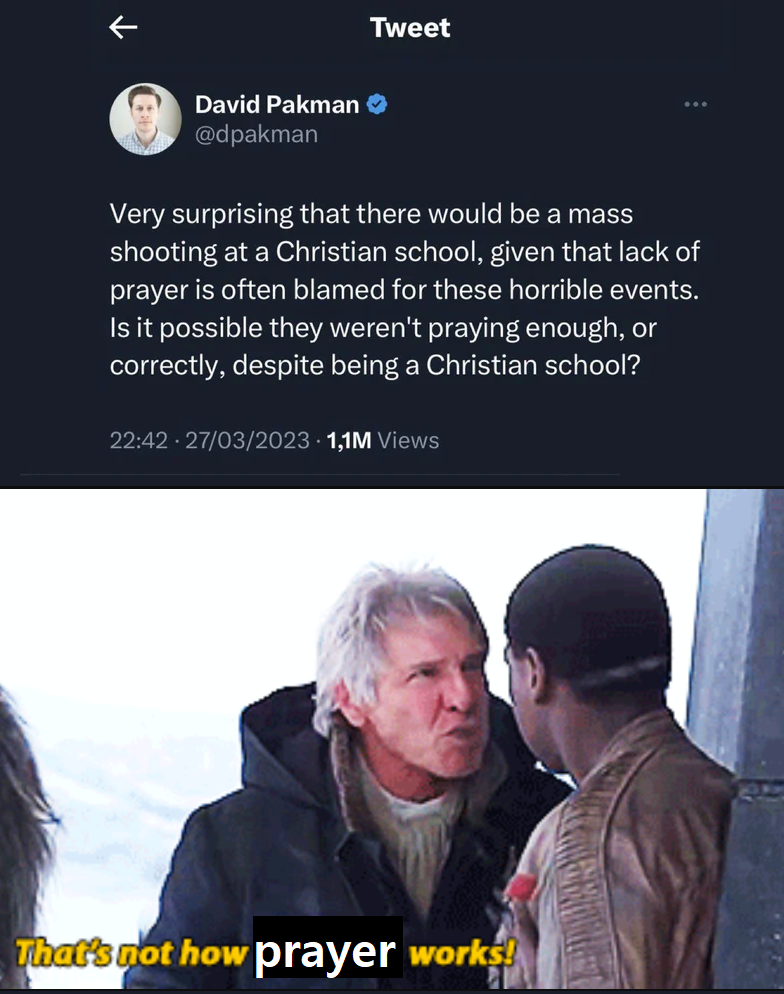 Tweet
David Pakman
@dpakman
Very surprising that there would be a mass
shooting at a Christian school, given that lack of
prayer is often blamed for these horrible events.
Is it possible they weren't praying enough, or
correctly, despite being a Christian school?
22:42 · 27/03/2023 · 1,1M Views
That's not how prayer works!